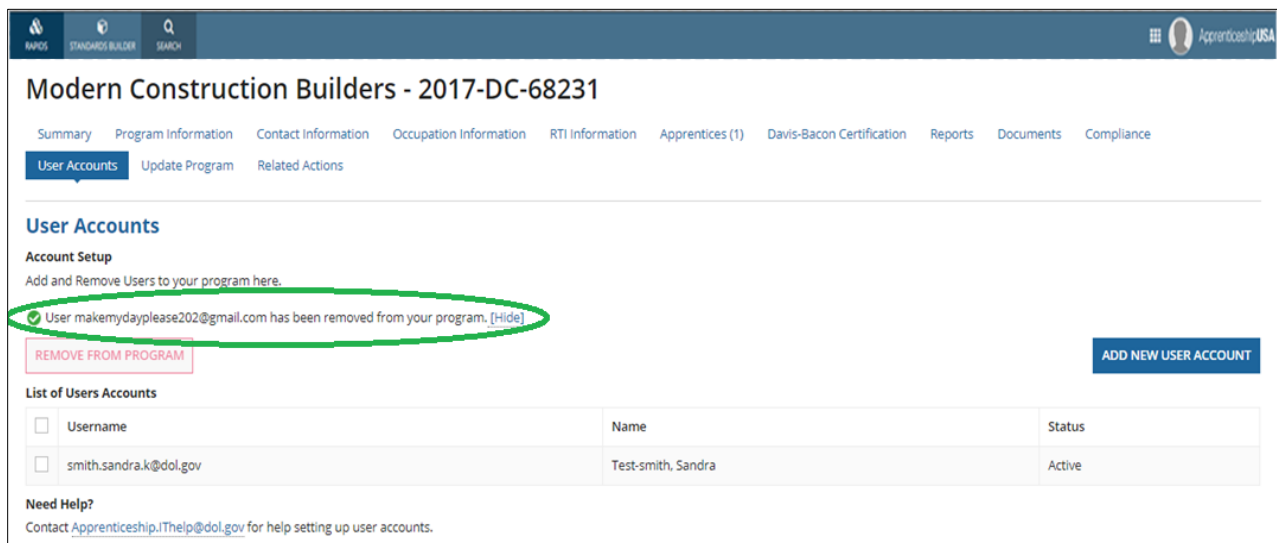 RAPIDS STANDARDS BUILDER SEARCH ApprenticeshipUSA
Modern Construction Builders - 2017-DC-68231
Summary Program Information Contact Information Occupation Information RTI Information Apprentices (1) Davis-Bacon Certification Reports Documents Compliance
User Accounts Update Program Related Actions
User Accounts
Account Setup
Add and Remove Users to your program here.
User makemydayplease202@gmail.com has been removed from your program. [Hide]
REMOVE FROM PROGRAM ADD NEW USER ACCOUNT
List of Users Accounts
Username Name Status
smith.sandra.k@dol.gov Test-smith, Sandra Active
Need Help?
Contact Apprenticeship.IThelp@dol.gov for help setting up user accounts.